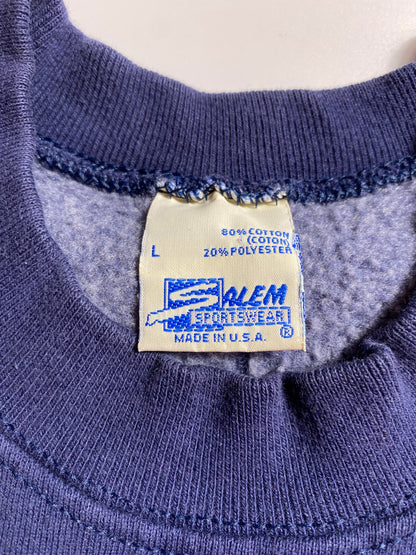 80% COTTON
(COTON)
L 20% POLYESTER
SALEM
SPORTSWEAR ®
MADE IN U.S.A.